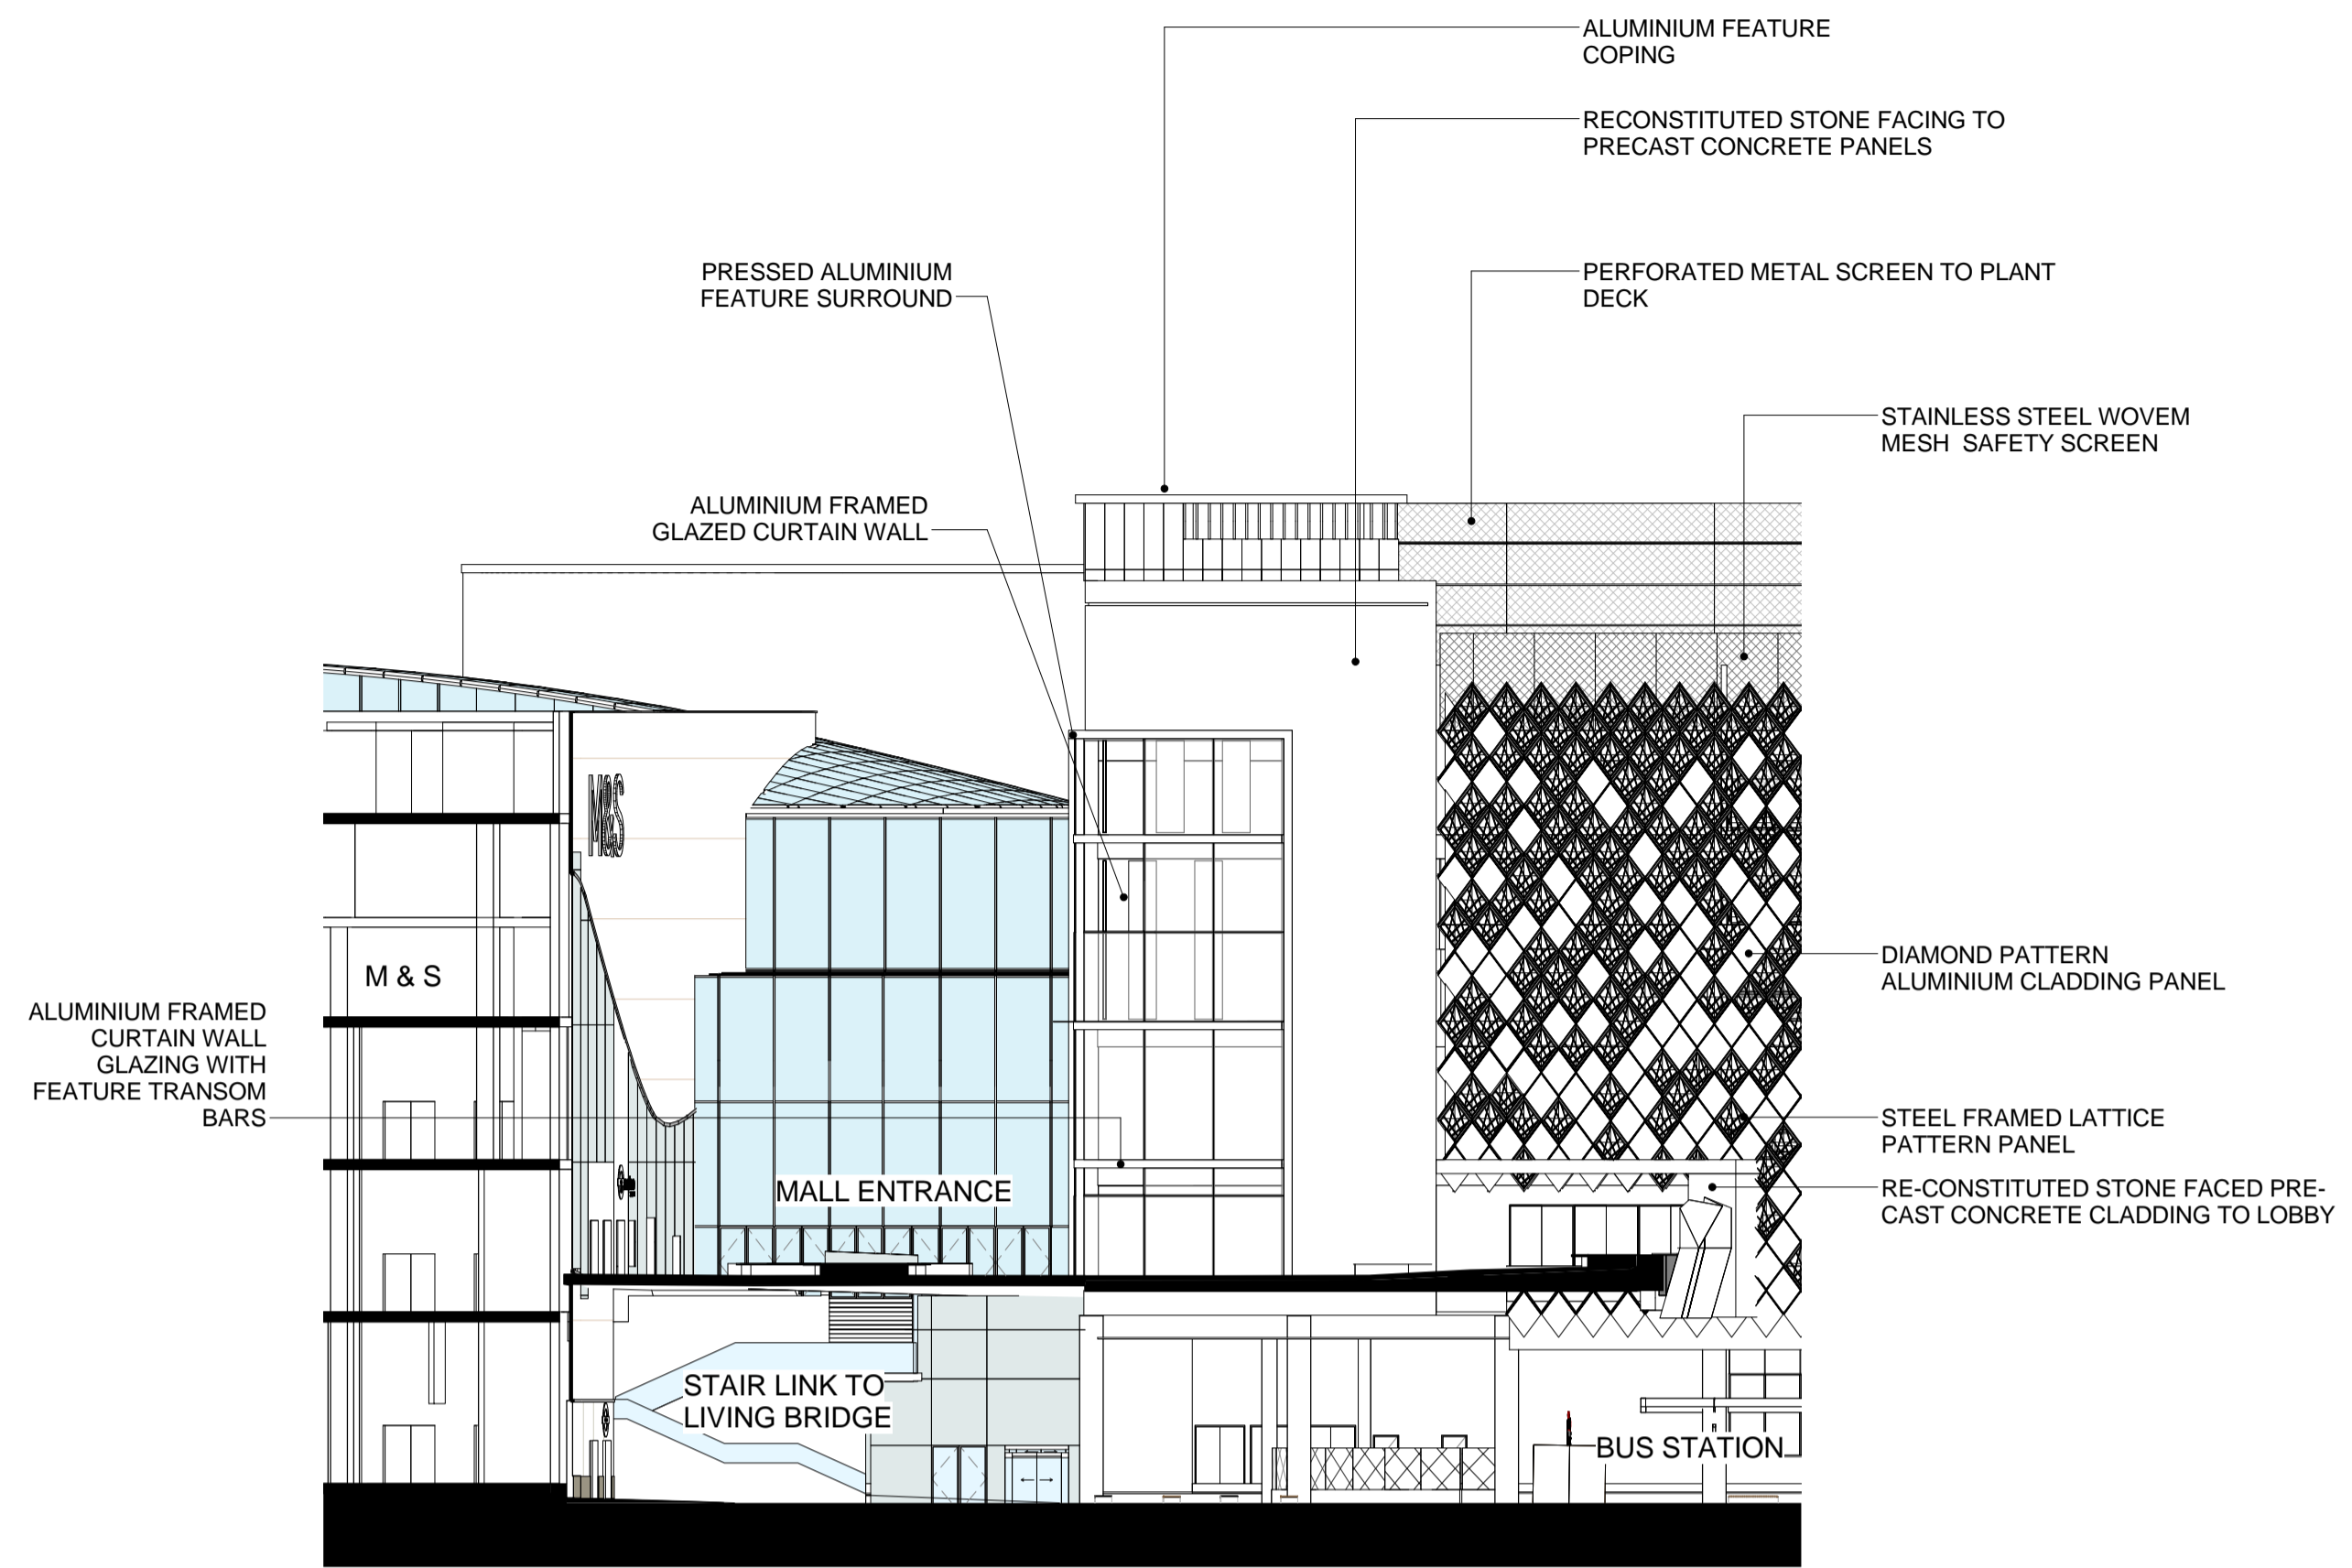 ALUMINIUM FEATURE
COPING
RECONSTITUTED STONE FACING TO
PRECAST CONCRETE PANELS
PRESSED ALUMINIUM
FEATURE SURROUND
PERFORATED METAL SCREEN TO PLANT
DECK
STAINLESS STEEL WOVEM
MESH  SAFETY SCREEN
ALUMINIUM FRAMED
GLAZED CURTAIN WALL
M&S
DIAMOND PATTERN
ALUMINIUM CLADDING PANEL
M & S
ALUMINIUM FRAMED
CURTAIN WALL
GLAZING WITH
FEATURE TRANSOM
BARS
STEEL FRAMED LATTICE
PATTERN PANEL
MALL ENTRANCE
RE-CONSTITUTED STONE FACED PRE-
CAST CONCRETE CLADDING TO LOBBY
STAIR LINK TO
LIVING BRIDGE
BUS STATION